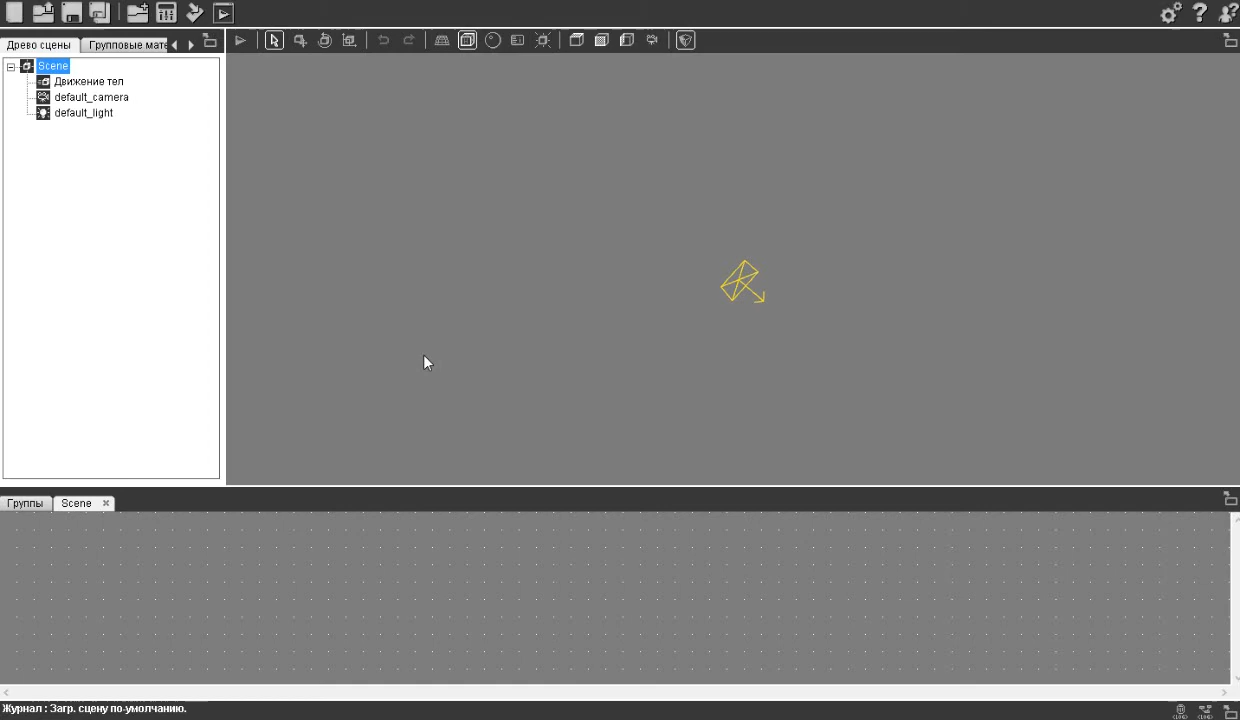 Древо сцены Групповые мате
Scene
Движение тел
default_camera
default_light
Группы Scene
Журнал : Загр. сцену по-умолчанию.